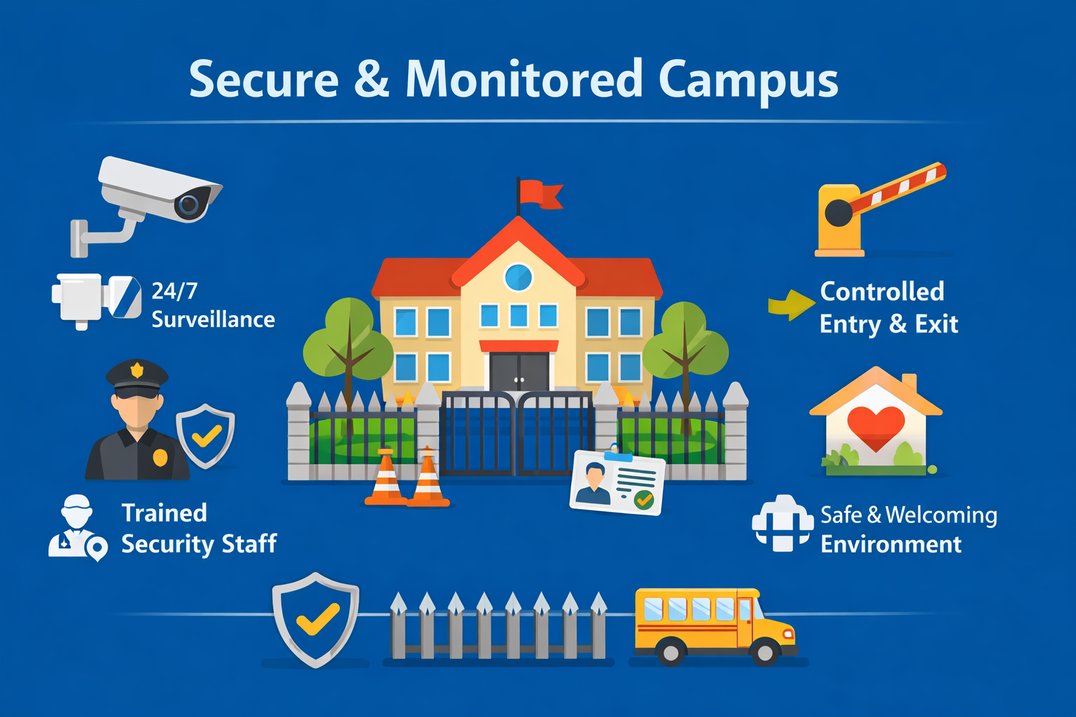 Secure & Monitored Campus
24/7
Surveillance
Controlled
Entry & Exit
Trained
Security Staff
Safe & Welcoming
Environment